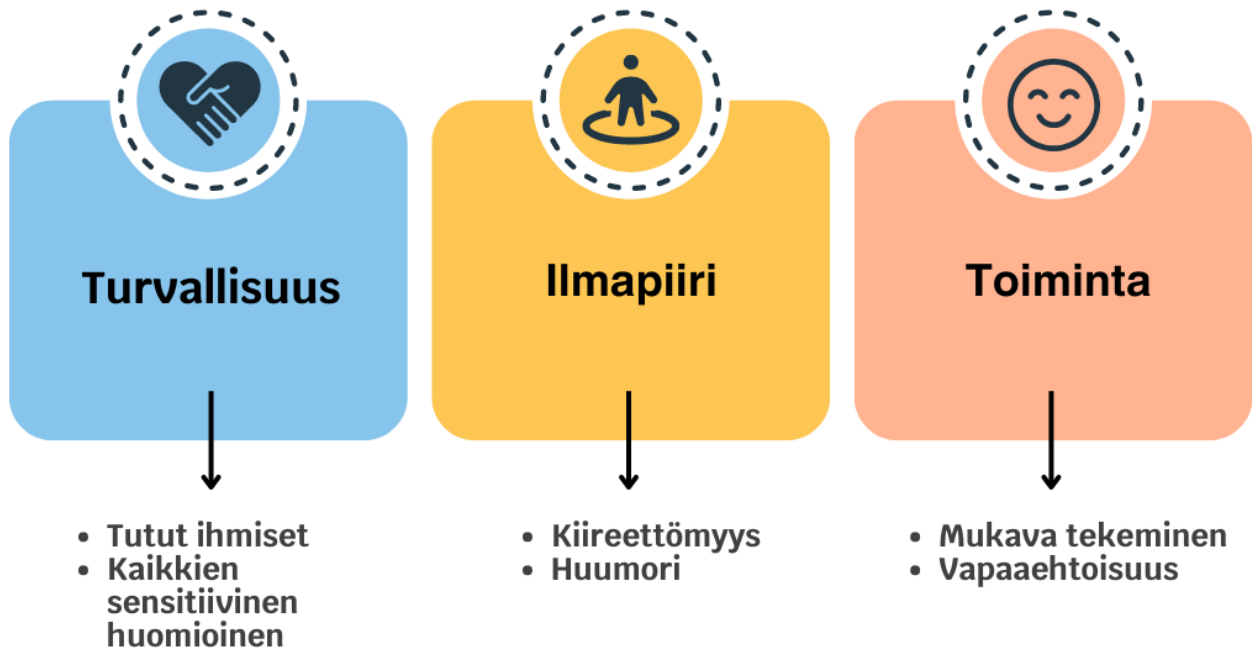 Turvallisuus
Ilmapiiri
Toiminta
• Tutut ihmiset
• Kaikkien
sensitiivinen
huomioinen
• Kiireettömyys
• Huumori
• Mukava tekeminen
• Vapaaehtoisuus